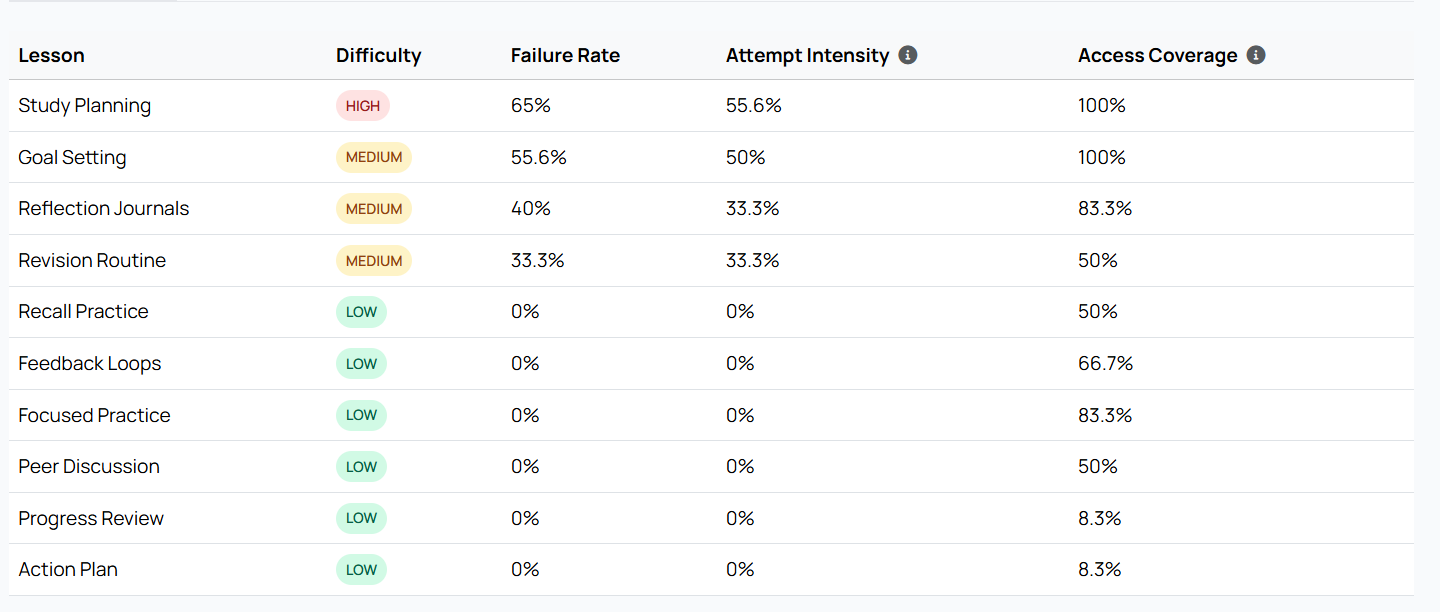 Lesson Difficulty Failure Rate Attempt Intensity Access Coverage
Study Planning HIGH 65% 55.6% 100%
Goal Setting MEDIUM 55.6% 50% 100%
Reflection Journals MEDIUM 40% 33.3% 83.3%
Revision Routine MEDIUM 33.3% 33.3% 50%
Recall Practice LOW 0% 0% 50%
Feedback Loops LOW 0% 0% 66.7%
Focused Practice LOW 0% 0% 83.3%
Peer Discussion LOW 0% 0% 50%
Progress Review LOW 0% 0% 8.3%
Action Plan LOW 0% 0% 8.3%